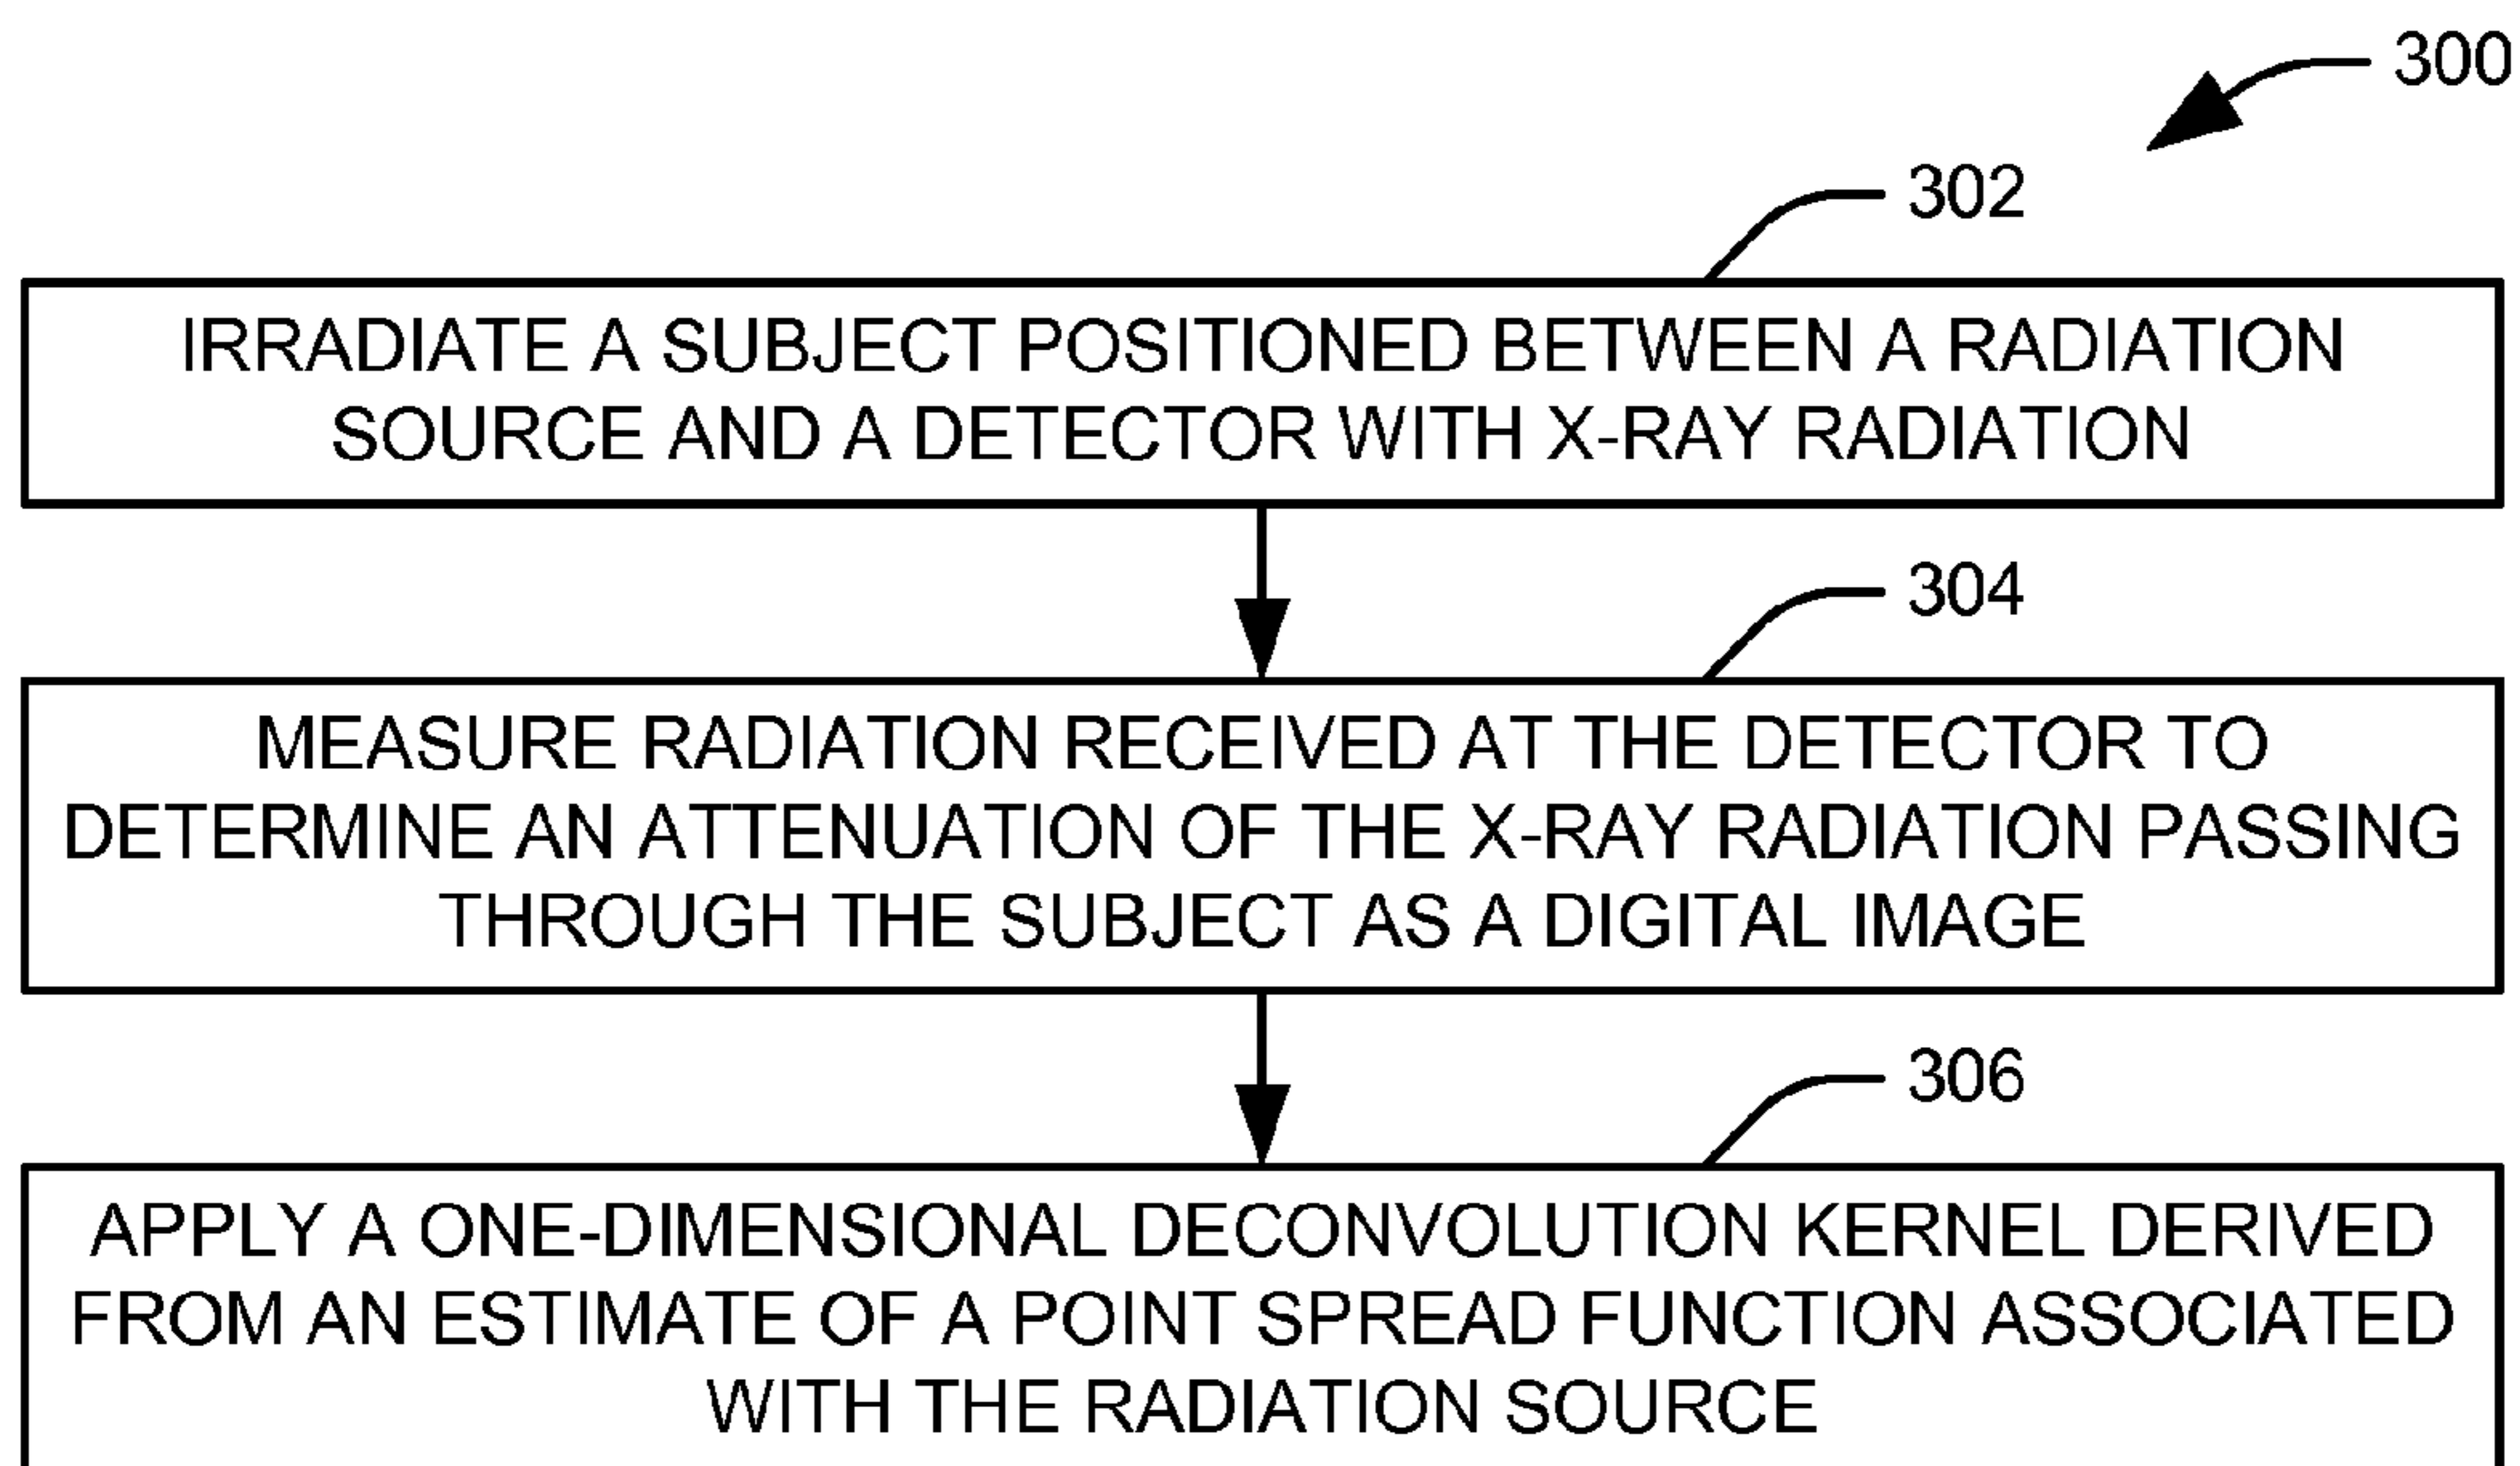 300
302
IRRADIATE A SUBJECT POSITIONED BETWEEN A RADIATION
SOURCE AND A DETECTOR WITH X-RAY RADIATION
304
MEASURE RADIATION RECEIVED AT THE DETECTOR TO
DETERMINE AN ATTENUATION OF THE X-RAY RADIATION PASSING
THROUGH THE SUBJECT AS A DIGITAL IMAGE
306
APPLY A ONE-DIMENSIONAL DECONVOLUTION KERNEL DERIVED
FROM AN ESTIMATE OF A POINT SPREAD FUNCTION ASSOCIATED
WITH THE RADIATION SOURCE